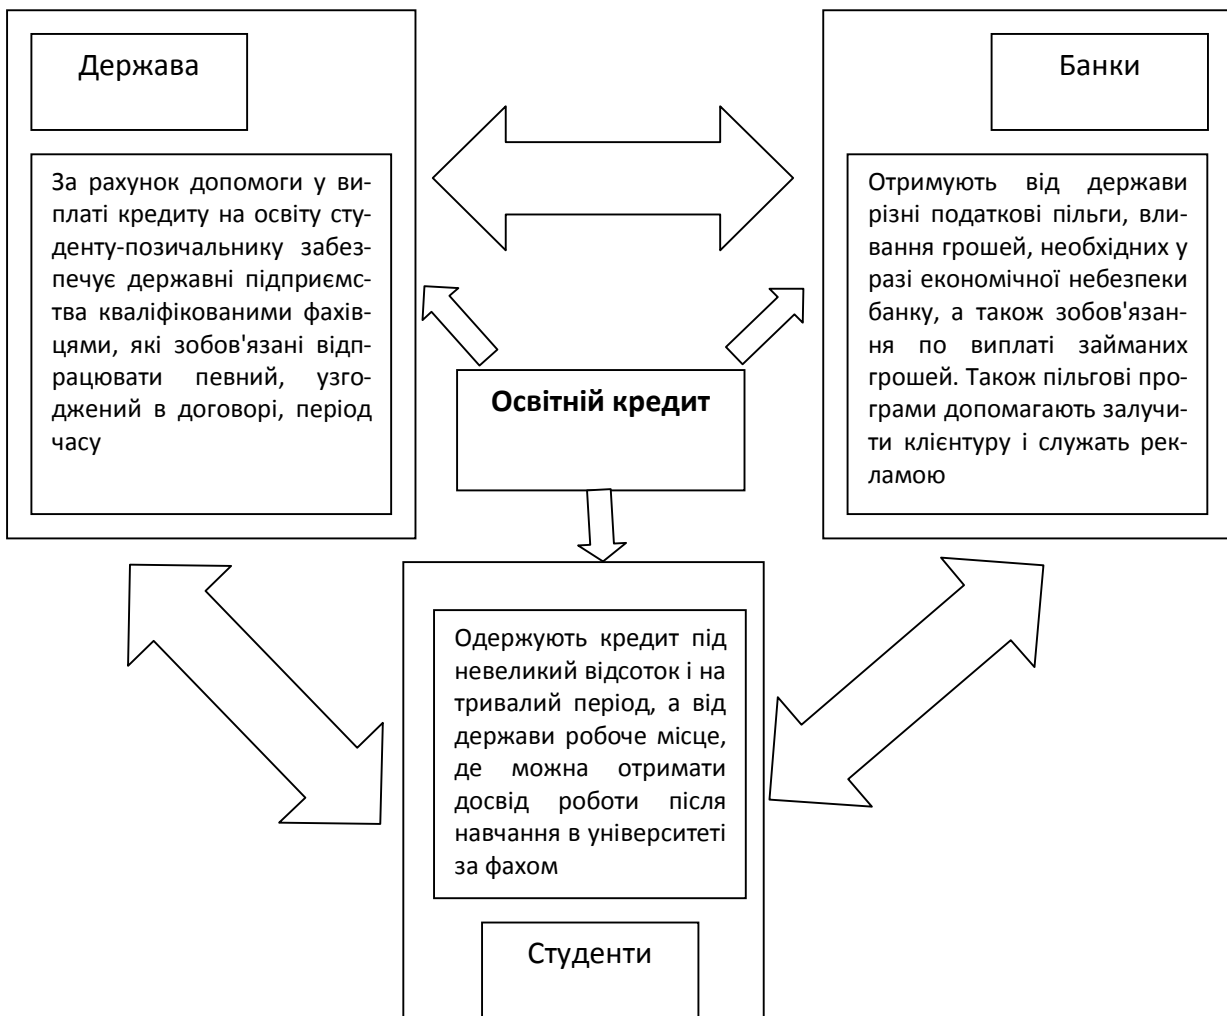 Держава
За рахунок допомоги у ви-
платі кредиту на освіту сту-
денту-позичальнику забез-
печує державні підприємс-
тва кваліфікованими фахів-
цями, які зобов'язані відп-
рацювати певний, узго-
джений в договорі, період
часу
Банки
Отримують від держави
різні податкові пільги, вли-
вання грошей, необхідних у
разі економічної небезпеки
банку, а також зобов'язан-
ня по виплаті займаних
грошей. Також пільгові про-
грами допомагають залучи-
ти клієнтуру і служать рек-
ламою
Освітній кредит
Одержують кредит під
невеликий відсоток і на
тривалий період, а від
держави робоче місце,
де можна отримати
досвід роботи після
навчання в університеті
за фахом
Студенти